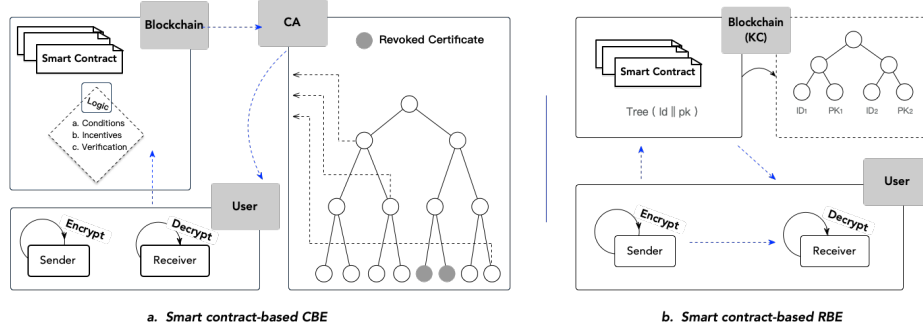 Blockchain
CA
Smart Contract
Revoked Certificate
Logic
a. Conditions
b. Incentives
c. Verification
User
Encrypt
Decrypt
Sender
Receiver
a. Smart contract-based CBE
Blockchain
(KC)
Smart Contract
Tree ( Id || pk )
ID1 PK1 ID2 PK2
User
Encrypt
Decrypt
Sender
Receiver
b. Smart contract-based RBE